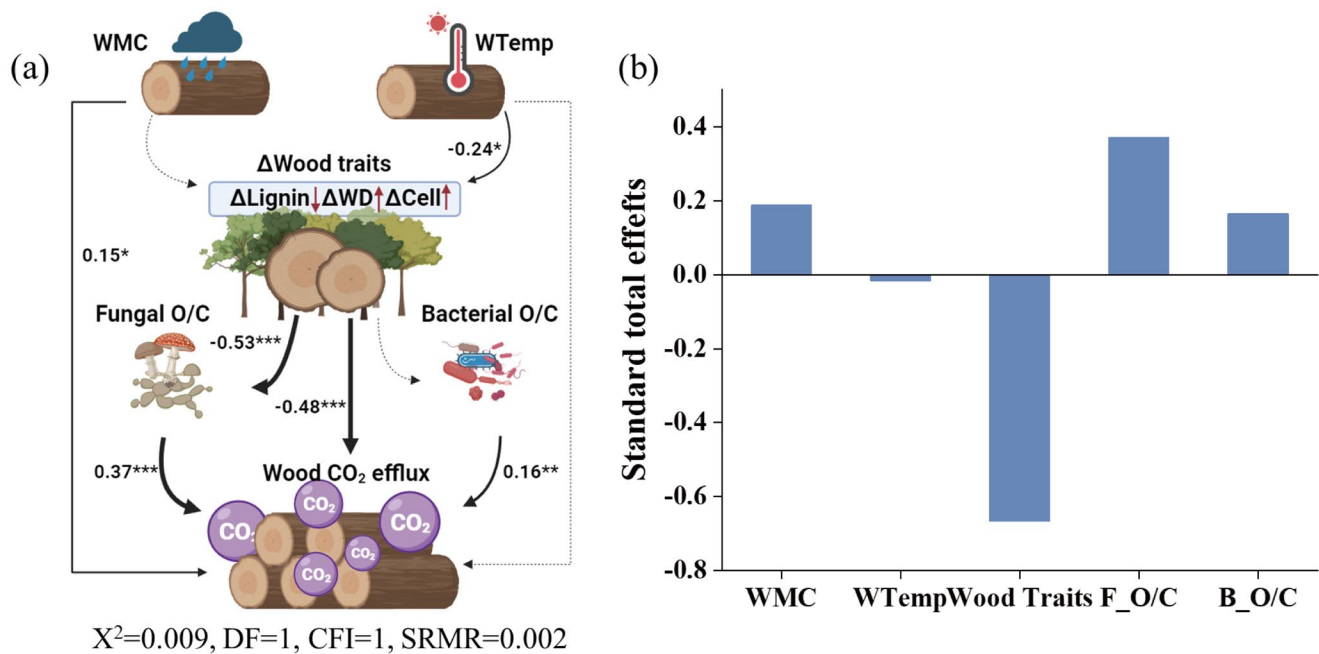 (a)
WMC
WTemp
-0.24*
ΔWood traits
ΔLignin ΔWD ΔCell
0.15*
Fungal O/C
Bacterial O/C
-0.53***
-0.48***
0.37***
Wood CO₂ efflux
0.16**
CO₂
CO₂
CO₂
CO₂
CO₂
X²=0.009, DF=1, CFI=1, SRMR=0.002
(b)
Standard total effefts
0.4
0.2
0.0
-0.2
-0.4
-0.6
-0.8
WMC WTemp Wood Traits F_O/C B_O/C